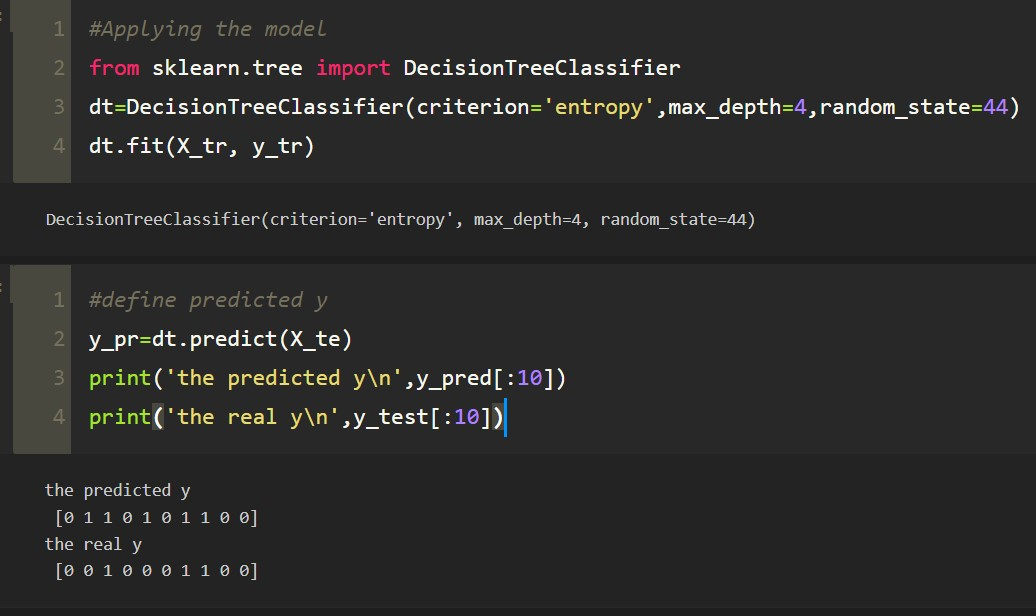 1 #Applying the model
2 from sklearn.tree import DecisionTreeClassifier
3 dt=DecisionTreeClassifier(criterion='entropy',max_depth=4,random_state=44)
4 dt.fit(X_tr, y_tr)
DecisionTreeClassifier(criterion='entropy', max_depth=4, random_state=44)
1 #define predicted y
2 y_pr=dt.predict(X_te)
3 print('the predicted y\n',y_pred[:10])
4 print('the real y\n',y_test[:10])
the predicted y
[0 1 1 0 1 0 1 1 0 0]
the real y
[0 0 1 0 0 0 1 1 0 0]